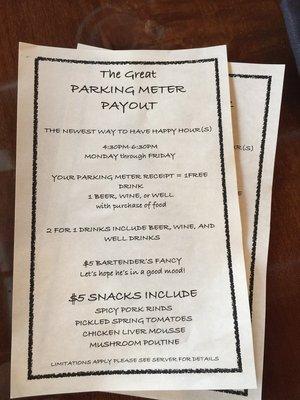 The Great
PARKING METER
PAYOUT
THE NEWEST WAY TO HAVE HAPPY HOUR(S)
4:30PM-6:30PM
MONDAY through FRIDAY
YOUR PARKING METER RECEIPT = 1 FREE
DRINK
1 BEER, WINE, or WELL
with purchase of food
2 FOR 1 DRINKS INCLUDE BEER, WINE, AND
WELL DRINKS
$5 BARTENDER'S FANCY
Let's hope he's in a good mood!
$5 SNACKS INCLUDE
SPICY PORK RINDS
PICKLED SPRING TOMATOES
CHICKEN LIVER MOUSSE
MUSHROOM POUTINE
LIMITATIONS APPLY PLEASE SEE SERVER FOR DETAILS